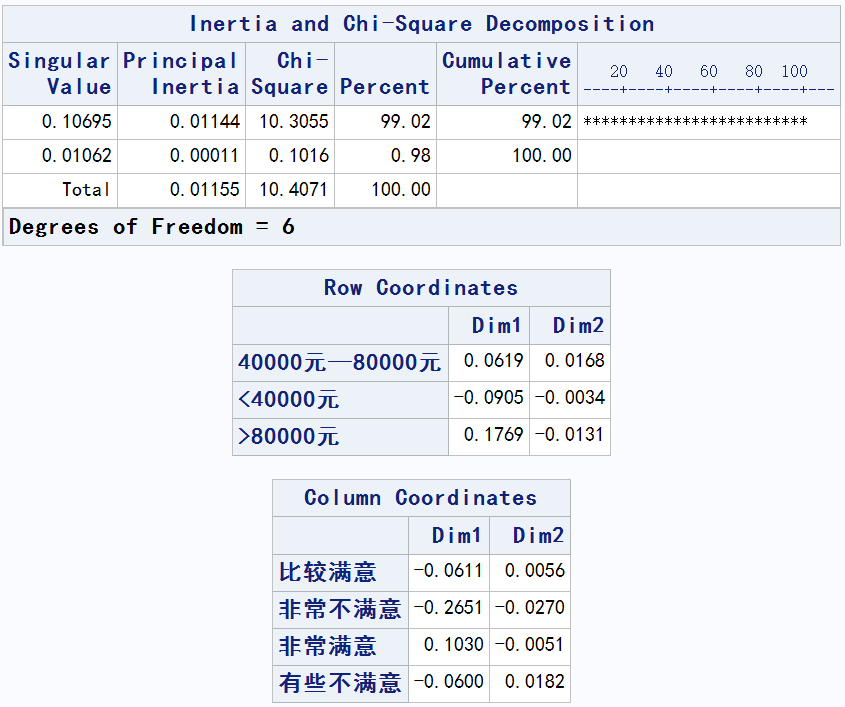 Inertia and Chi-Square Decomposition
Singular Value Principal Inertia Chi-Square Percent Cumulative Percent 20 40 60 80 100
----+----+----+----+----+---
0.10695 0.01144 10.3055 99.02 99.02 *************************
0.01062 0.00011 0.1016 0.98 100.00
Total 0.01155 10.4071 100.00
Degrees of Freedom = 6
Row Coordinates
Dim1 Dim2
40000元—80000元 0.0619 0.0168
<40000元 -0.0905 -0.0034
>80000元 0.1769 -0.0131
Column Coordinates
Dim1 Dim2
比较满意 -0.0611 0.0056
非常不满意 -0.2651 -0.0270
非常满意 0.1030 -0.0051
有些不满意 -0.0600 0.0182